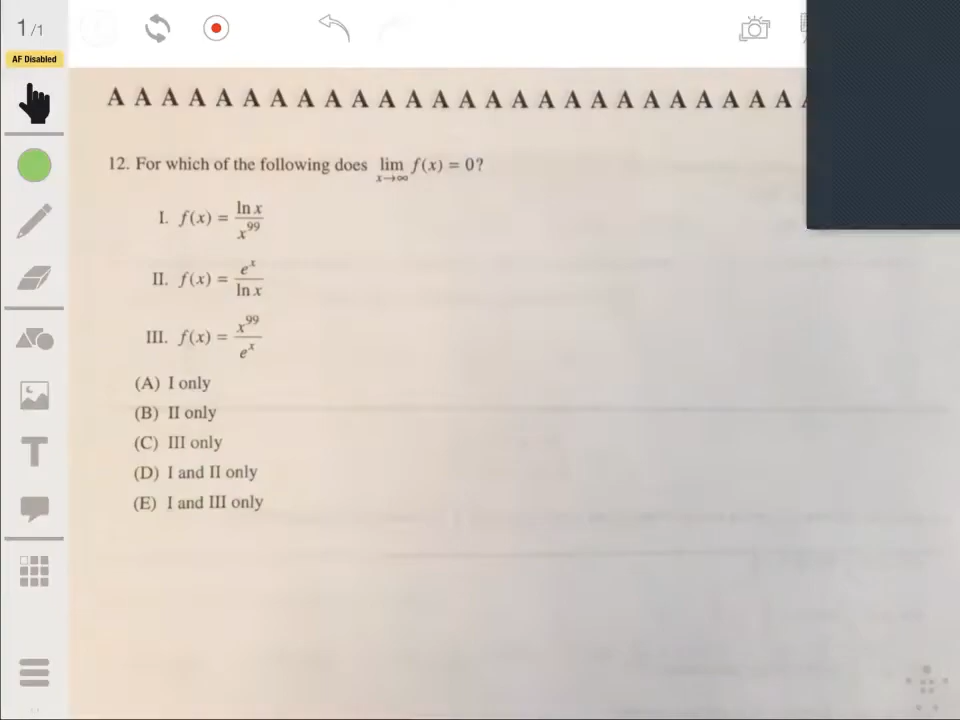 1/1
AF Disabled
A A A A A A A A A A A A A A A A A A A A A A A A A A
12. For which of the following does lim x→∞ f(x) = 0?
I. f(x) = ln x / x^99
II. f(x) = e^x / ln x
III. f(x) = x^99 / e^x
(A) I only
(B) II only
(C) III only
(D) I and II only
(E) I and III only
T